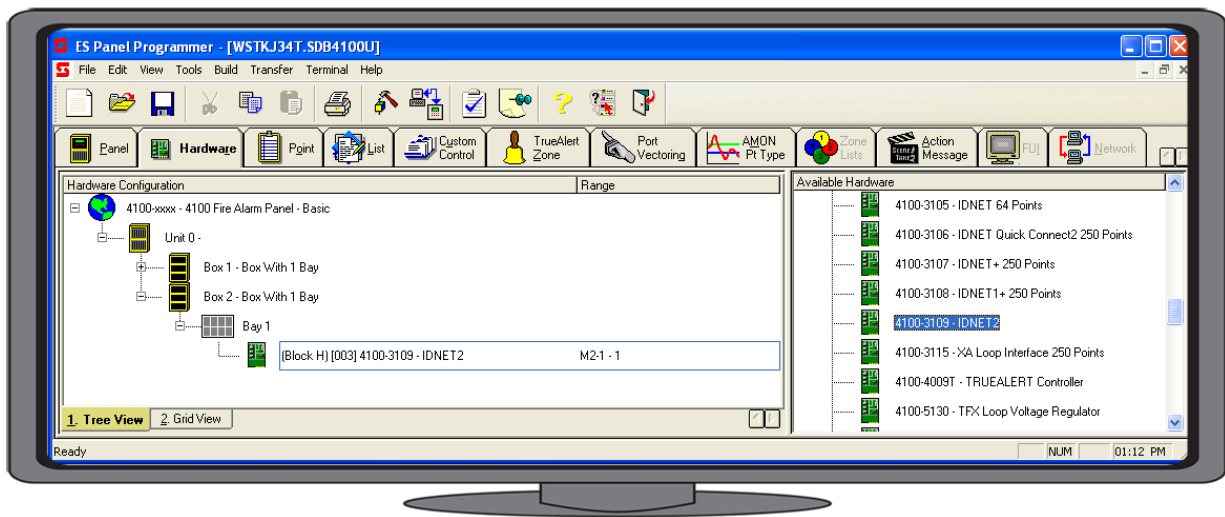 ES Panel Programmer - [WSTKJ34T.SDB4100U]
File Edit View Tools Build Transfer Terminal Help
Panel Hardware Point List Custom Control TrueAlert Zone Port Vectoring AMON Pt Type Zone Lists Action Message FUI Network
Hardware Configuration Range
4100-xxxx - 4100 Fire Alarm Panel - Basic
Unit 0 -
Box 1 - Box With 1 Bay
Box 2 - Box With 1 Bay
Bay 1
(Block H) [003] 4100-3109 - IDNET2 M2-1 - 1
1. Tree View 2. Grid View
Available Hardware
4100-3105 - IDNET 64 Points
4100-3106 - IDNET Quick Connect2 250 Points
4100-3107 - IDNET+ 250 Points
4100-3108 - IDNET1+ 250 Points
4100-3109 - IDNET2
4100-3115 - XA Loop Interface 250 Points
4100-4009T - TRUEALERT Controller
4100-5130 - TFX Loop Voltage Regulator
Ready NUM 01:12 PM